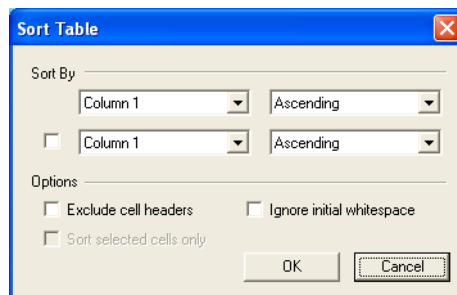 Sort Table
Sort By
Column 1 Ascending
Column 1 Ascending
Options
Exclude cell headers Ignore initial whitespace
Sort selected cells only
OK Cancel